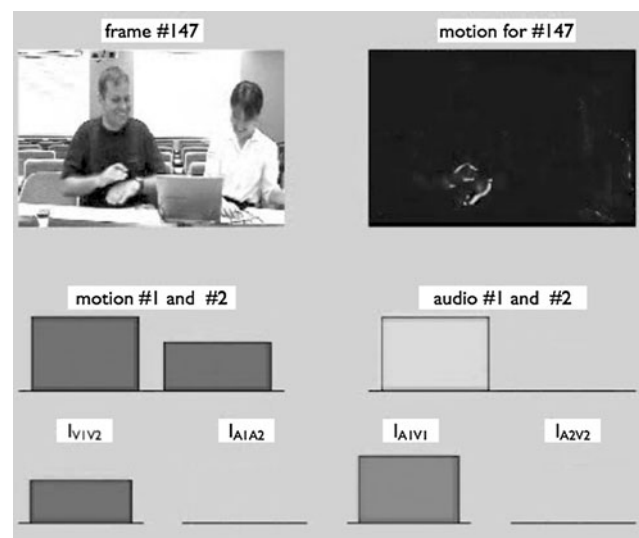 frame #147
motion for #147
motion #1 and #2
audio #1 and #2
IV1V2
IA1A2
IA1V1
IA2V2